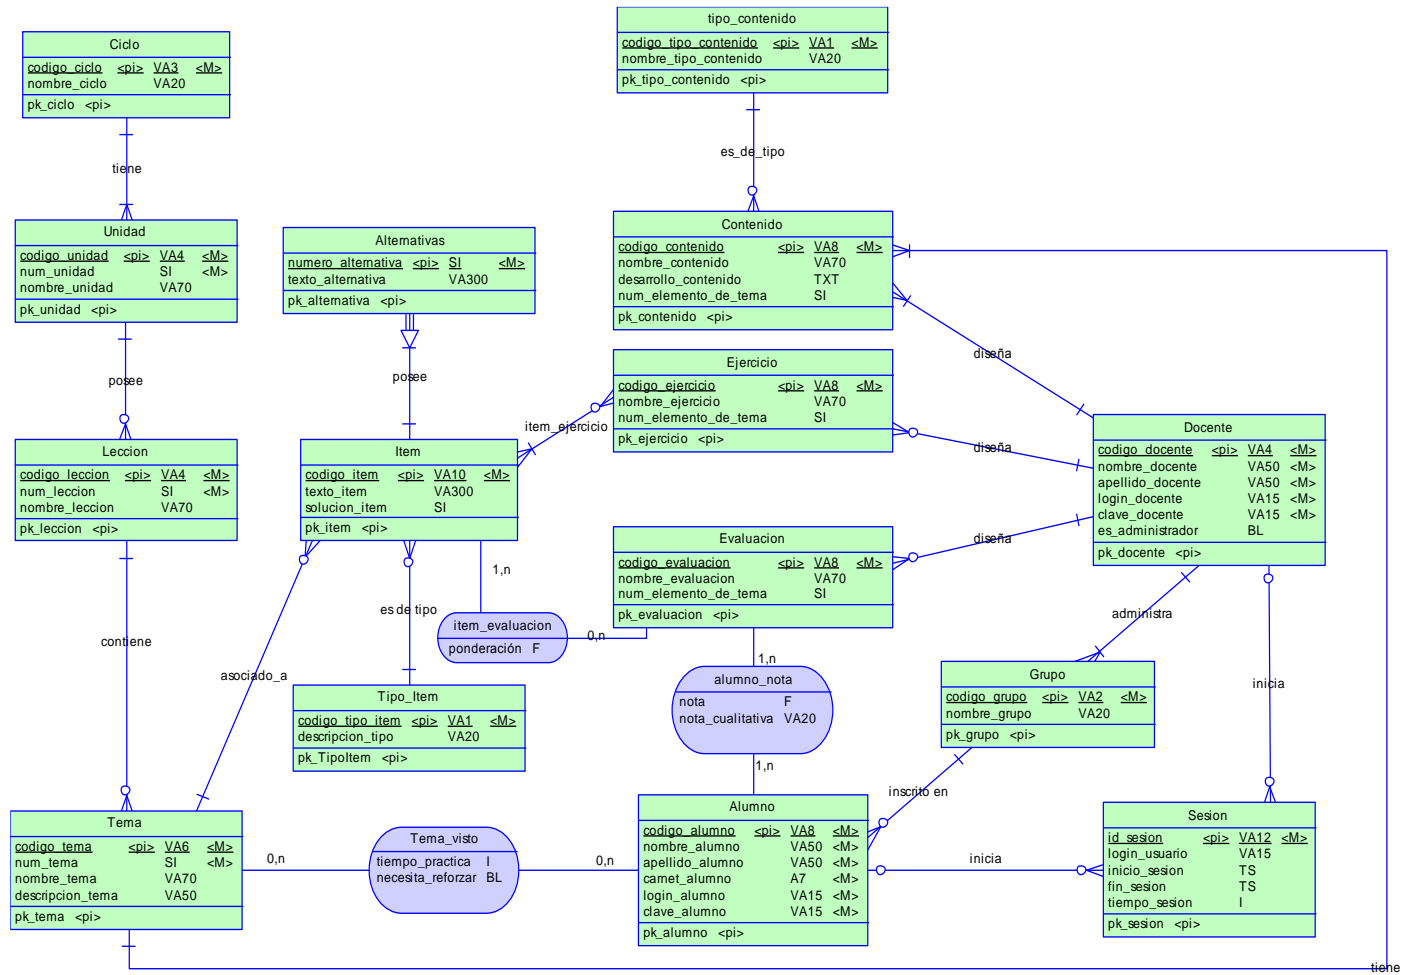 tipo_contenido
codigo_tipo_contenido <pi> VA1 <M>
nombre_tipo_contenido VA20
pk_tipo_contenido <pi>
Ciclo
codigo_ciclo <pi> VA3 <M>
nombre_ciclo VA20
pk_ciclo <pi>
es_de_tipo
tiene
Unidad
codigo_unidad <pi> VA4 <M>
num_unidad SI <M>
nombre_unidad VA70
pk_unidad <pi>
Alternativas
numero_alternativa <pi> SI <M>
texto_alternativa VA300
pk_alternativa <pi>
Contenido
codigo_contenido <pi> VA8 <M>
nombre_contenido VA70
desarrollo_contenido TXT
num_elemento_de_tema SI
pk_contenido <pi>
diseña
posee
posee
Ejercicio
codigo_ejercicio <pi> VA8 <M>
nombre_ejercicio VA70
num_elemento_de_tema SI
pk_ejercicio <pi>
item_ejercicio
diseña
Docente
codigo_docente <pi> VA4 <M>
nombre_docente VA50 <M>
apellido_docente VA50 <M>
login_docente VA15 <M>
clave_docente VA15 <M>
es_administrador BL
pk_docente <pi>
Leccion
codigo_leccion <pi> VA4 <M>
num_leccion SI <M>
nombre_leccion VA70
pk_leccion <pi>
Item
codigo_item <pi> VA10 <M>
texto_item VA300
solucion_item SI
pk_item <pi>
Evaluacion
codigo_evaluacion <pi> VA8 <M>
nombre_evaluacion VA70
num_elemento_de_tema SI
pk_evaluacion <pi>
diseña
1,n
es de tipo
item_evaluacion
ponderación F
0,n
contiene
asociado_a
administra
1,n
alumno_nota
nota F
nota_cualitativa VA20
1,n
Grupo
codigo_grupo <pi> VA2 <M>
nombre_grupo VA20
pk_grupo <pi>
inicia
Tipo_Item
codigo_tipo_item <pi> VA1 <M>
descripcion_tipo VA20
pk_TipoItem <pi>
inscrito en
Tema
codigo_tema <pi> VA6 <M>
num_tema SI <M>
nombre_tema VA70
descripcion_tema VA50
pk_tema <pi>
0,n
Tema_visto
tiempo_practica I
necesita_reforzar BL
0,n
Alumno
codigo_alumno <pi> VA8 <M>
nombre_alumno VA50 <M>
apellido_alumno VA50 <M>
carnet_alumno A7 <M>
login_alumno VA15 <M>
clave_alumno VA15 <M>
pk_alumno <pi>
inicia
Sesion
id_sesion <pi> VA12 <M>
login_usuario VA15
inicio_sesion TS
fin_sesion TS
tiempo_sesion I
pk_sesion <pi>
tiene